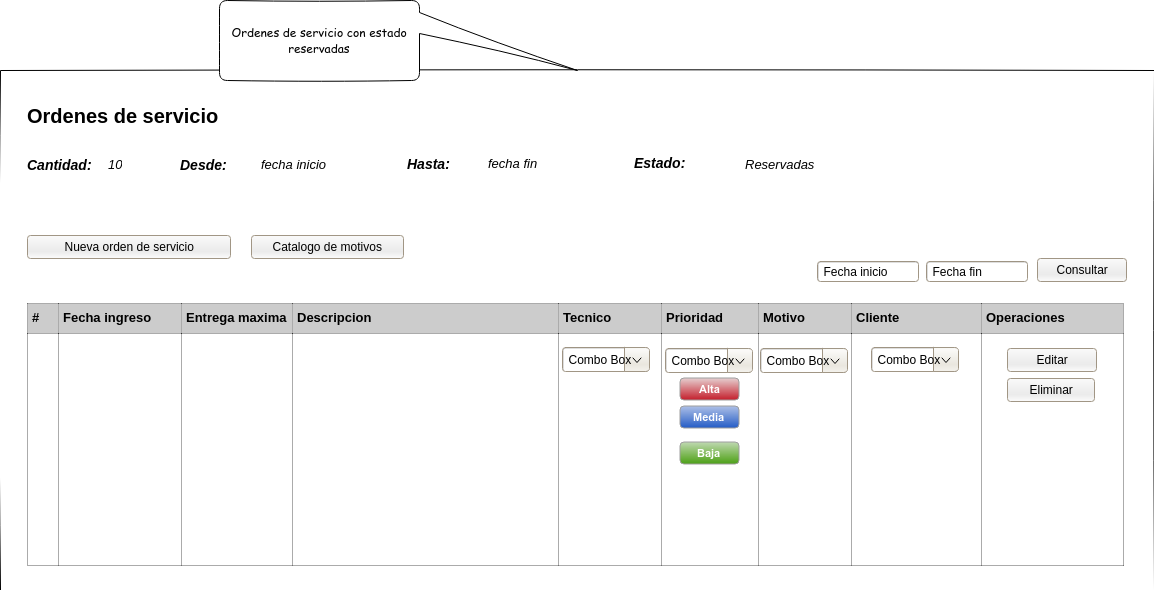 Ordenes de servicio con estado
reservadas
Ordenes de servicio
Cantidad: 10 Desde: fecha inicio Hasta: fecha fin Estado: Reservadas
Nueva orden de servicio Catalogo de motivos
Fecha inicio Fecha fin Consultar
# Fecha ingreso Entrega maxima Descripcion Tecnico Prioridad Motivo Cliente Operaciones
Combo Box Combo Box Combo Box Combo Box Editar
Alta Eliminar
Media
Baja